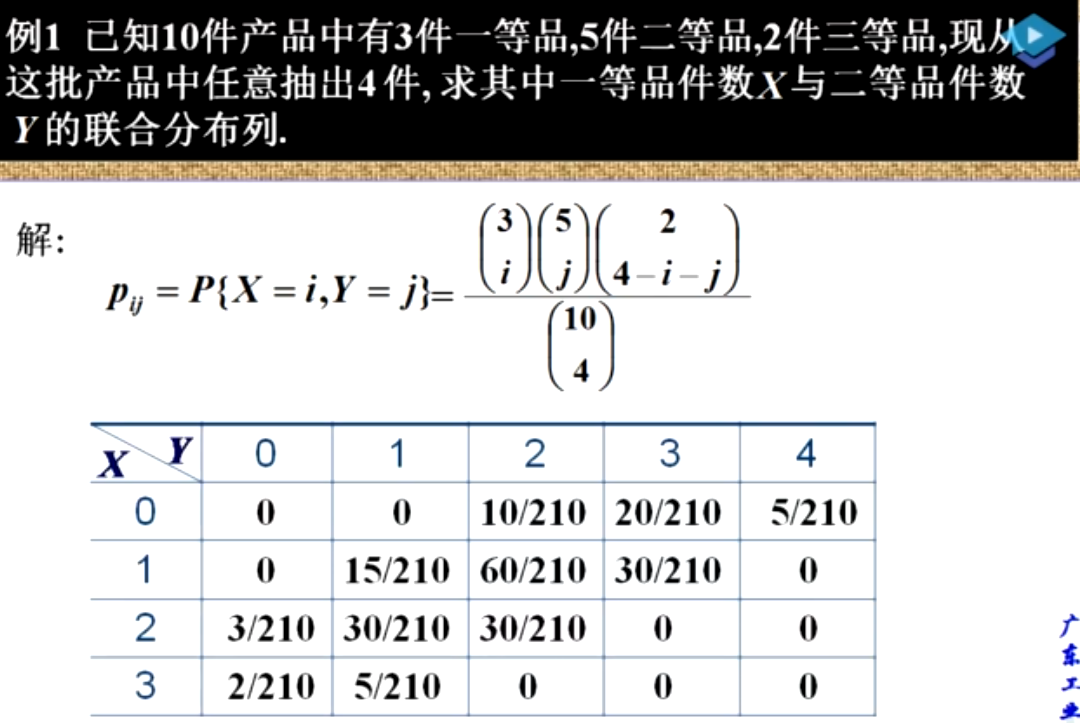 例1 已知10件产品中有3件一等品,5件二等品,2件三等品,现从
这批产品中任意抽出4件,求其中一等品件数X与二等品件数
Y的联合分布列.
解:
p_{ij} = P{X = i,Y = j} = \frac{\binom{3}{i}\binom{5}{j}\binom{2}{4-i-j}}{\binom{10}{4}}
X Y 0 1 2 3 4
0 0 0 10/210 20/210 5/210
1 0 15/210 60/210 30/210 0
2 3/210 30/210 30/210 0 0
3 2/210 5/210 0 0 0
广
东
工
业